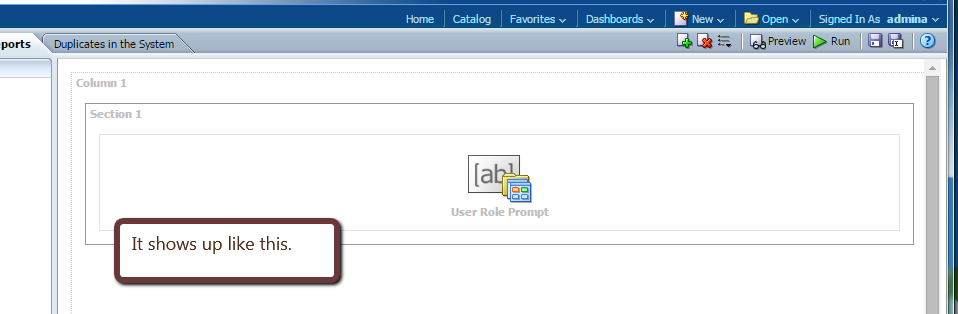 Home Catalog Favorites Dashboards New Open Signed In As admina
ports Duplicates in the System Preview Run
Column 1
Section 1
[ab]
User Role Prompt
It shows up like this.